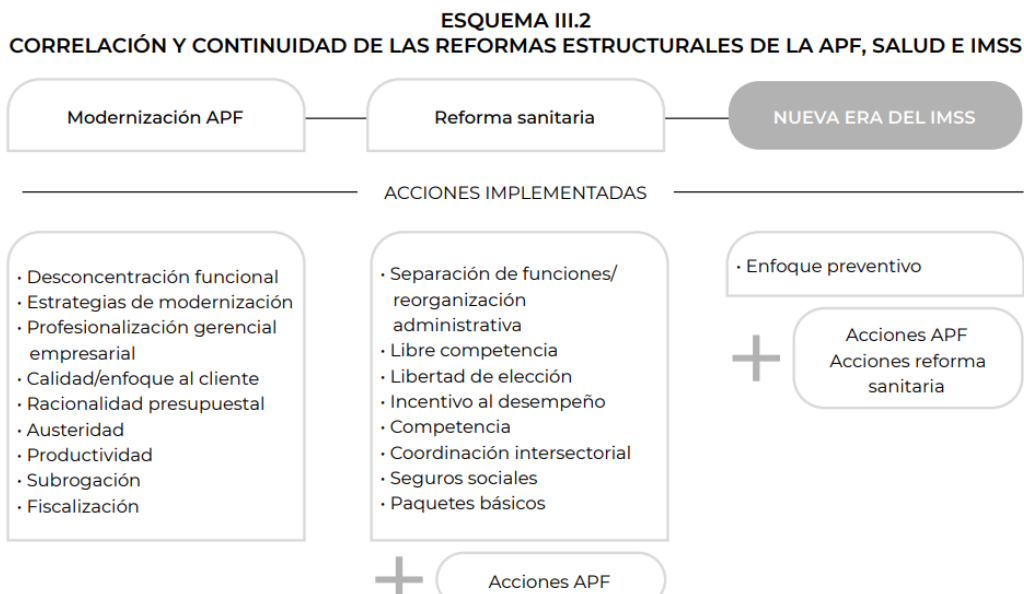 ESQUEMA III.2
CORRELACIÓN Y CONTINUIDAD DE LAS REFORMAS ESTRUCTURALES DE LA APF, SALUD E IMSS
Modernización APF
Reforma sanitaria
NUEVA ERA DEL IMSS
ACCIONES IMPLEMENTADAS
· Desconcentración funcional
· Estrategias de modernización
· Profesionalización gerencial
empresarial
· Calidad/enfoque al cliente
· Racionalidad presupuestal
· Austeridad
· Productividad
· Subrogación
· Fiscalización
· Separación de funciones/
reorganización
administrativa
· Libre competencia
· Libertad de elección
· Incentivo al desempeño
· Competencia
· Coordinación intersectorial
· Seguros sociales
· Paquetes básicos
+
Acciones APF
· Enfoque preventivo
+
Acciones APF
Acciones reforma
sanitaria